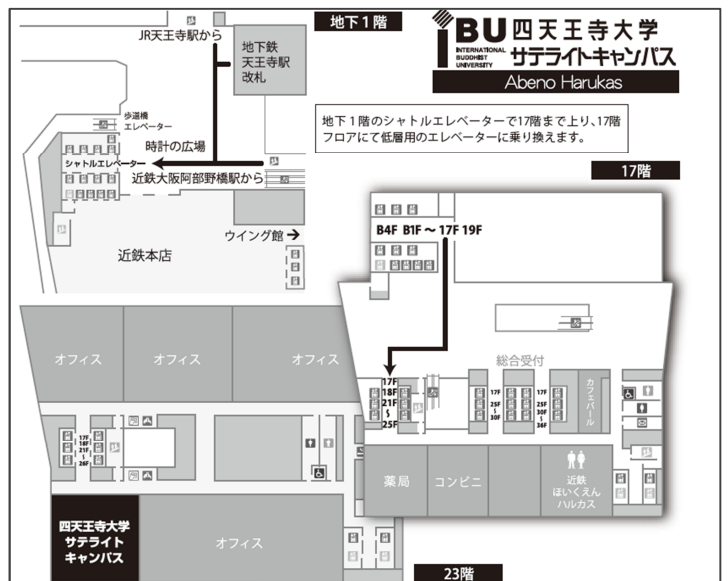 地下1階
JR天王寺駅から
地下鉄
天王寺駅
改札
iBU 四天王寺大学
INTERNATIONAL
BUDDHIST
UNIVERSITY
サテライトキャンパス
Abeno Harukas
歩道橋
エレベーター
時計の広場
シャトルエレベーター
近鉄大阪阿部野橋駅から
地下1階のシャトルエレベーターで17階まで上り、17階
フロアにて低層用のエレベーターに乗り換えます。
17階
ウイング館
近鉄本店
B4F B1F ～ 17F 19F
総合受付
17F
18F
21F
～
25F
17F
25F
～
30F
17F
25F
30F
～
36F
カフェバール
薬局
コンビニ
近鉄
ほいくえん
ハルカス
オフィス
オフィス
オフィス
17F
18F
21F
～
26F
四天王寺大学
サテライト
キャンパス
オフィス
23階